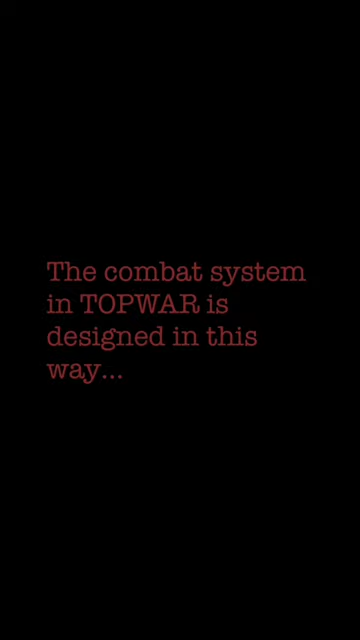 The combat system
in TOPWAR is
designed in this
way...